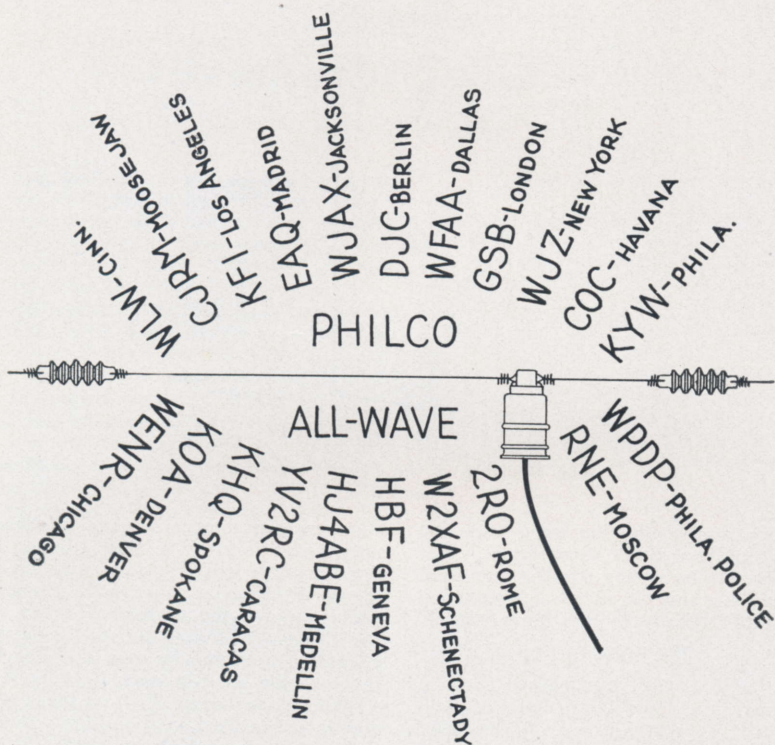 WLW-CINN.
CJRM-MOOSEJAW
KFI-LOS ANGELES
EAQ-MADRID
WJAX-JACKSONVILLE
DJC-BERLIN
WFAA-DALLAS
GSB-LONDON
WJZ-NEW YORK
COC-HAVANA
KYW-PHILA.
PHILCO
ALL-WAVE
WENR-CHICAGO
KOA-DENVER
KHQ-SPOKANE
YV2RC-CARACAS
HJ4ABE-MEDELLIN
HBF-GENEVA
W2XAF-SCHENECTADY
2RO-ROME
RNE-MOSCOW
WPDP-PHILA. POLICE